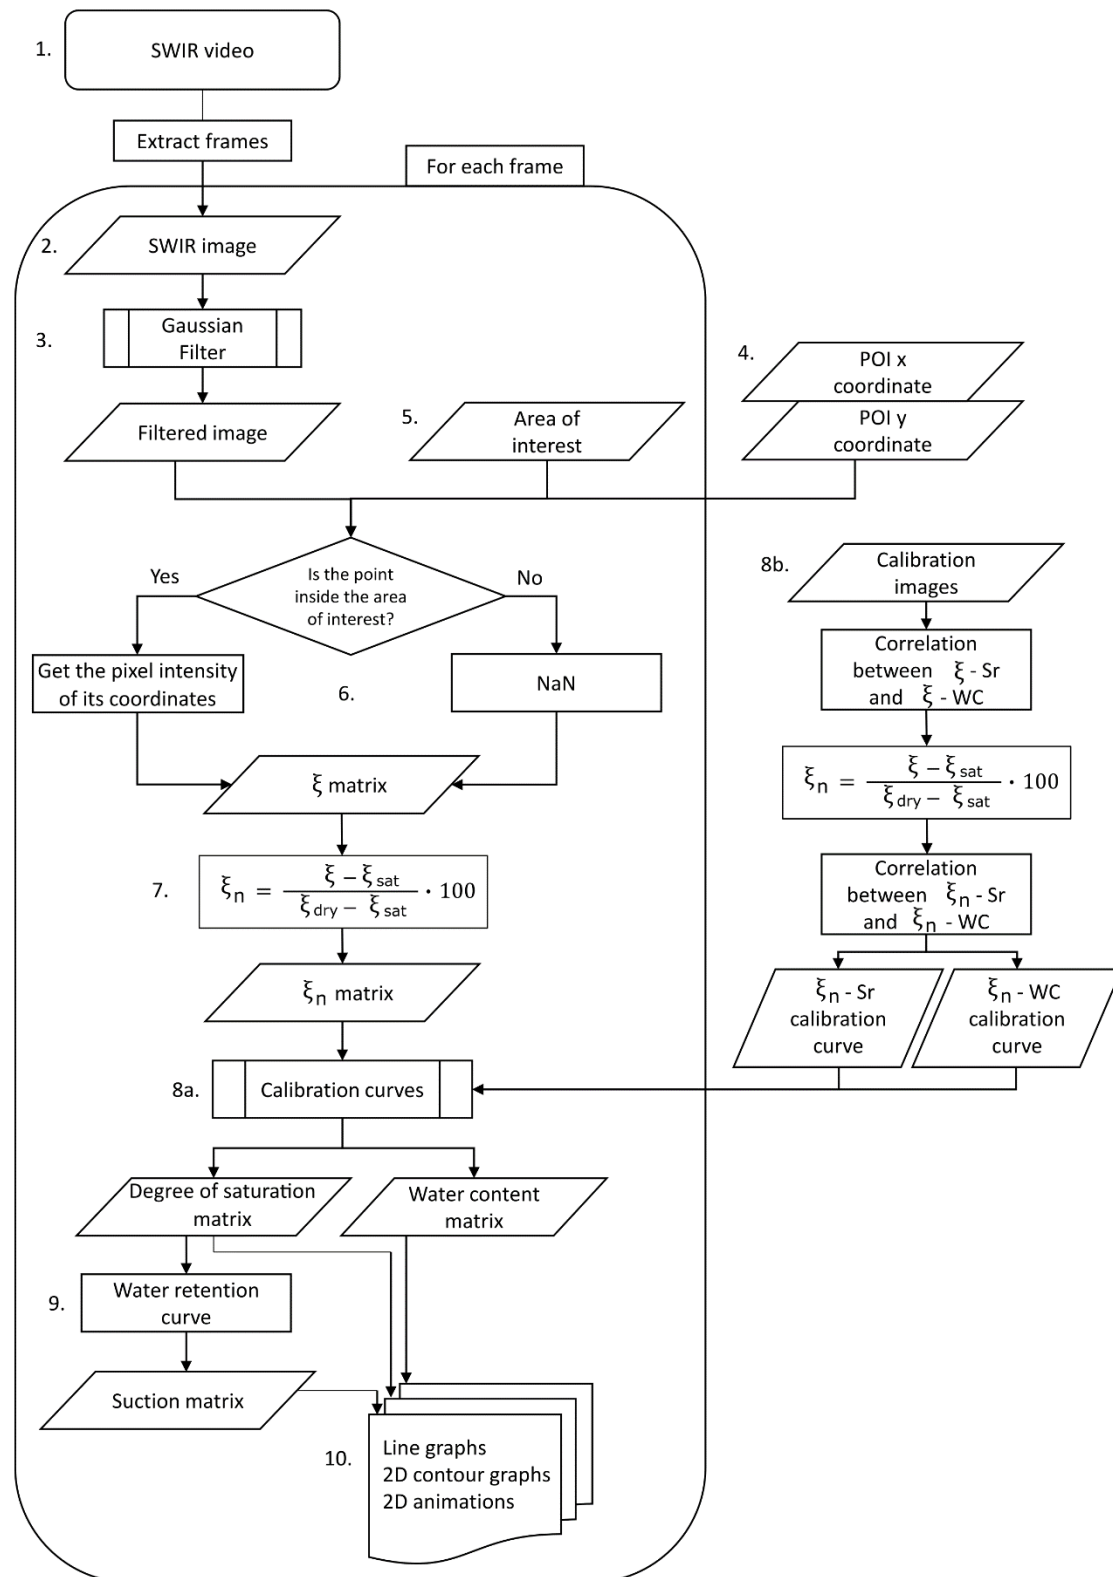 1.
SWIR video
Extract frames
For each frame
2.
SWIR image
3.
Gaussian
Filter
4.
POI x
coordinate
POI y
coordinate
5.
Area of
interest
Filtered image
Yes
Is the point
inside the area
of interest?
No
Get the pixel intensity
of its coordinates
6.
NaN
8b.
Calibration
images
Correlation
between ξ - Sr
and ξ - WC
ξn = (ξ – ξsat)/(ξdry – ξsat) · 100
Correlation
between ξn - Sr
and ξn - WC
ξn - Sr
calibration
curve
ξn - WC
calibration
curve
ξ matrix
7.
ξn = (ξ – ξsat)/(ξdry – ξsat) · 100
ξn matrix
8a.
Calibration curves
Degree of saturation
matrix
Water content
matrix
9.
Water retention
curve
Suction matrix
10.
Line graphs
2D contour graphs
2D animations